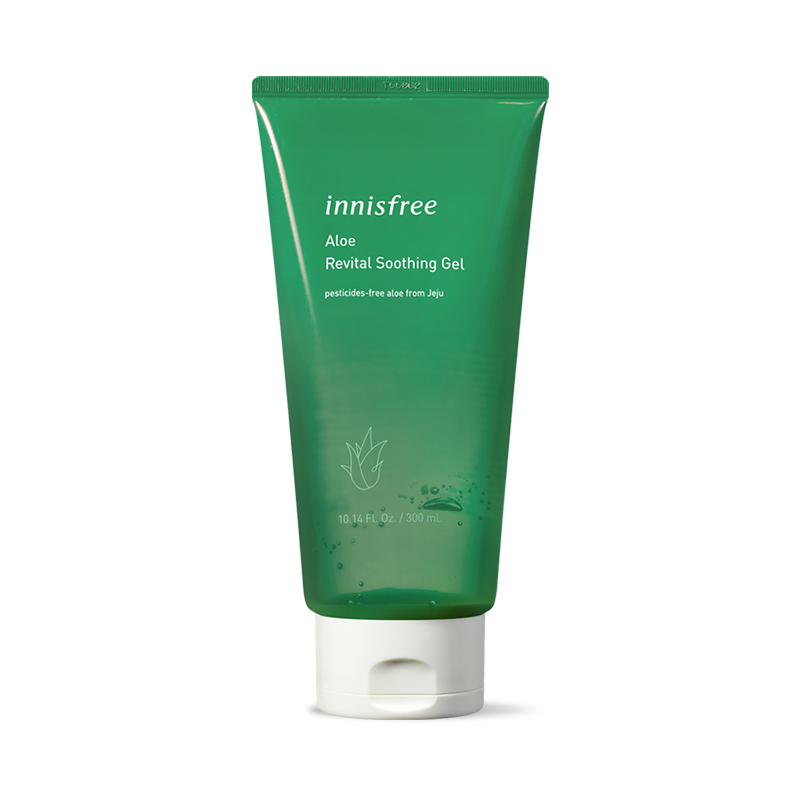 innisfree
Aloe
Revital Soothing Gel
pesticides-free aloe from Jeju
10.14 Fl. Oz. / 300 mL